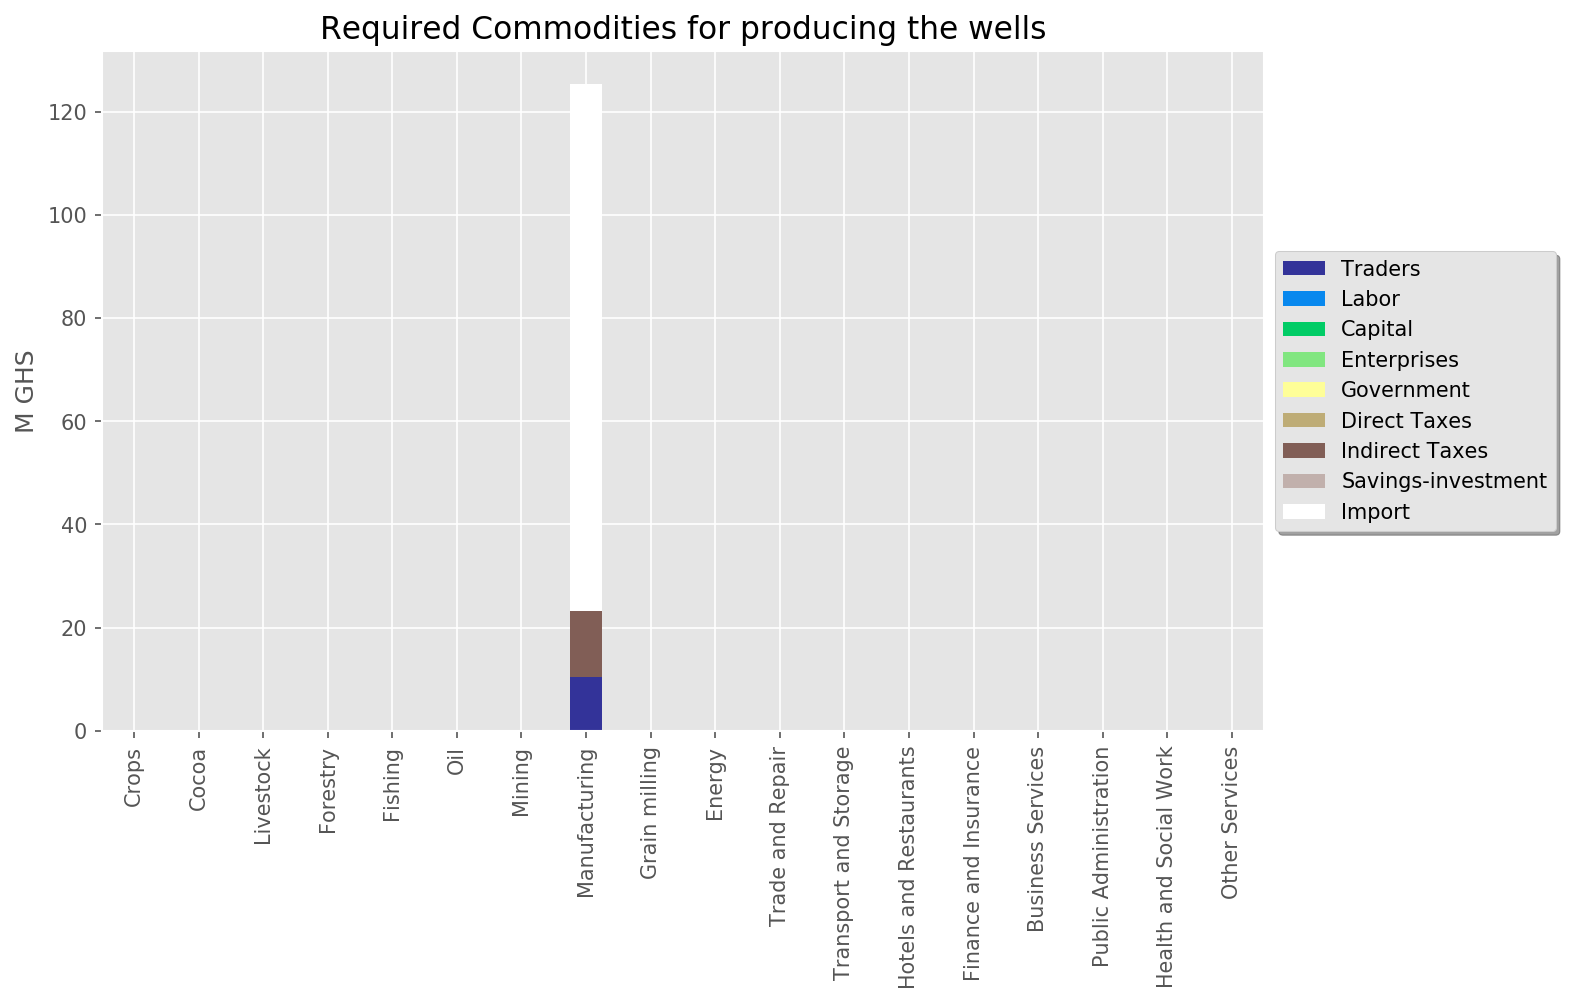 Required Commodities for producing the wells
120
100
80
60
40
20
0
M GHS
Crops
Cocoa
Livestock
Forestry
Fishing
Oil
Mining
Manufacturing
Grain milling
Energy
Trade and Repair
Transport and Storage
Hotels and Restaurants
Finance and Insurance
Business Services
Public Administration
Health and Social Work
Other Services
Traders
Labor
Capital
Enterprises
Government
Direct Taxes
Indirect Taxes
Savings-investment
Import